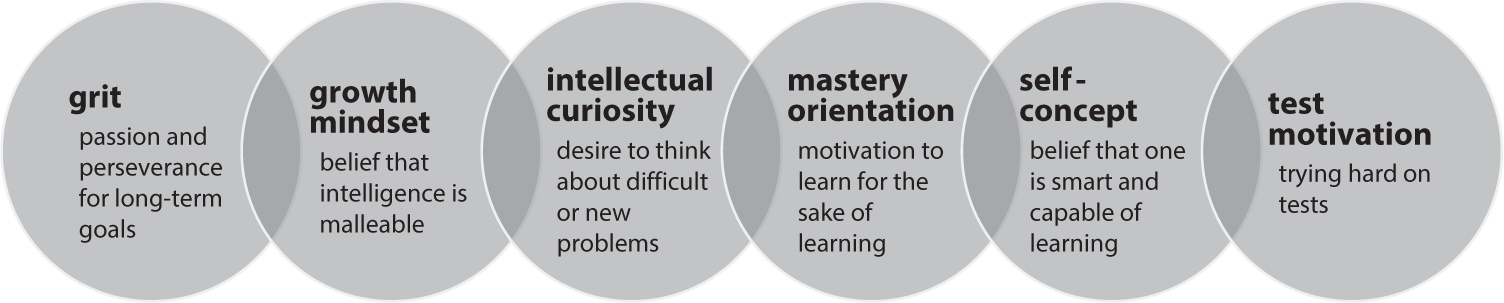 grit
passion and
perseverance
for long-term
goals
growth
mindset
belief that
intelligence is
malleable
intellectual
curiosity
desire to think
about difficult
or new
problems
mastery
orientation
motivation to
learn for the
sake of
learning
self-
concept
belief that one
is smart and
capable of
learning
test
motivation
trying hard on
tests